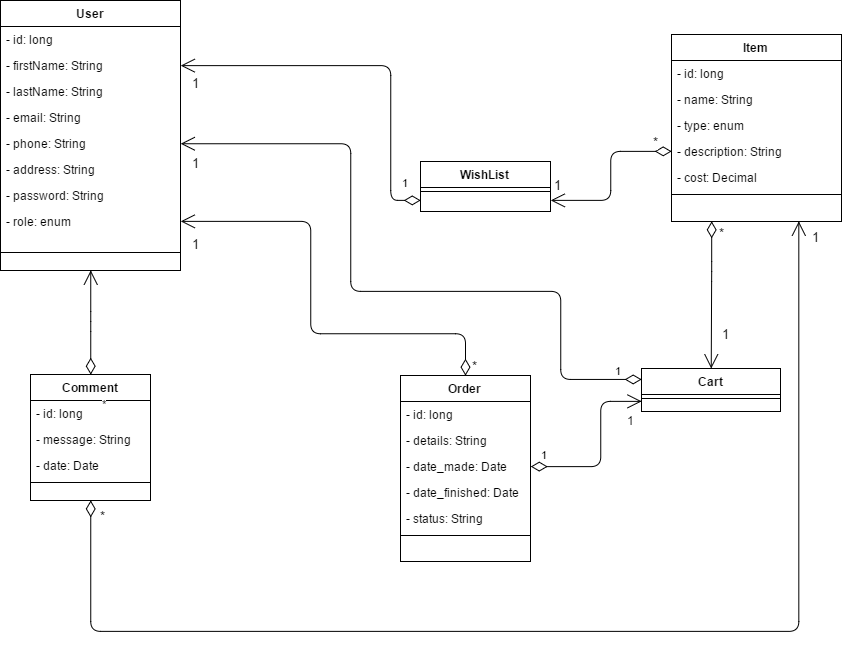 User
- id: long
- firstName: String
- lastName: String
- email: String
- phone: String
- address: String
- password: String
- role: enum
1
1
1
Item
- id: long
- name: String
- type: enum
- description: String
- cost: Decimal
*
*
1
WishList
1
1
Comment
*
- id: long
- message: String
- date: Date
*
Order
*
- id: long
- details: String
- date_made: Date
- date_finished: Date
- status: String
1
Cart
1
1
1